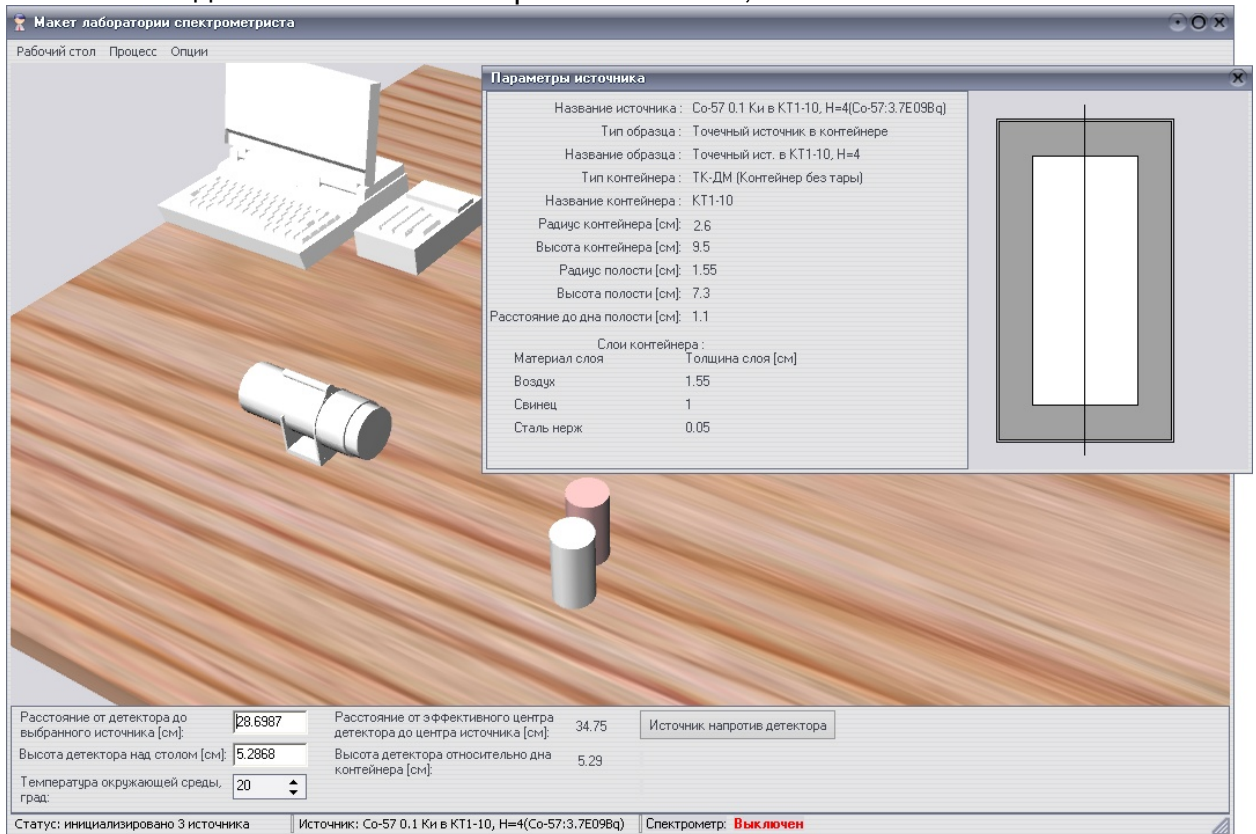 Макет лаборатории спектрометриста
Рабочий стол Процесс Опции
Параметры источника
Название источника : Co-57 0.1 Ки в КТ1-10, H=4(Co-57:3.7E09Bq)
Тип образца : Точечный источник в контейнере
Название образца : Точечный ист. в КТ1-10, H=4
Тип контейнера : ТК-ДМ (Контейнер без тары)
Название контейнера : КТ1-10
Радиус контейнера [см]: 2.6
Высота контейнера [см]: 9.5
Радиус полости [см]: 1.55
Высота полости [см]: 7.3
Расстояние до дна полости [см]: 1.1
Слои контейнера :
Материал слоя Толщина слоя [см]
Воздух 1.55
Свинец 1
Сталь нерж 0.05
Расстояние от детектора до
выбранного источника [см]: 28.6987
Расстояние от эффективного центра
детектора до центра источника [см]: 34.75
Источник напротив детектора
Высота детектора над столом [см]: 5.2868
Высота детектора относительно дна
контейнера [см]: 5.29
Температура окружающей среды,
град: 20
Статус: инициализировано 3 источника
Источник: Co-57 0.1 Ки в КТ1-10, H=4(Co-57:3.7E09Bq)
Спектрометр: Выключен